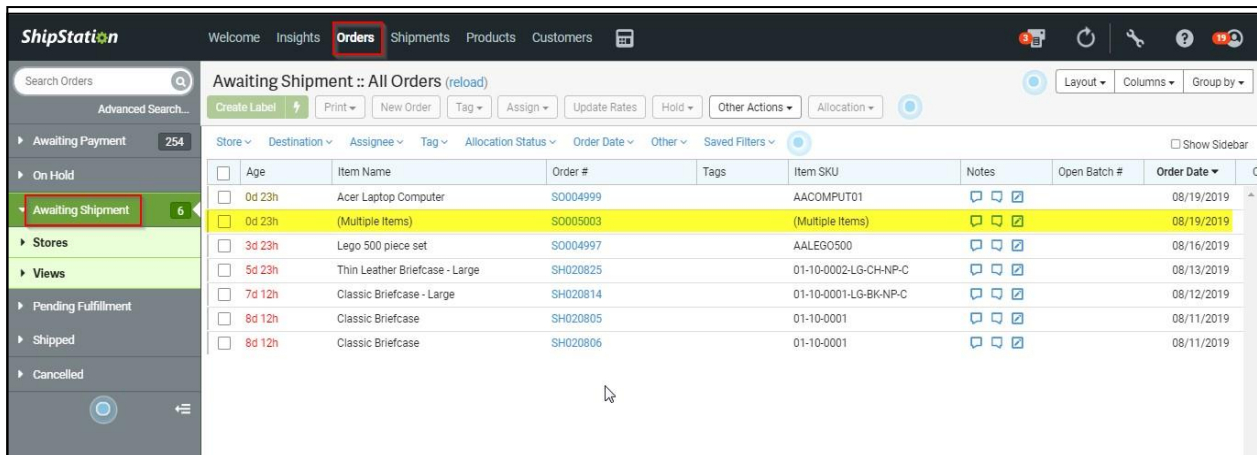 ShipStation Welcome Insights Orders Shipments Products Customers 3 19
Search Orders
Advanced Search...
Awaiting Payment 254
On Hold
Awaiting Shipment 6
Stores
Views
Pending Fulfillment
Shipped
Cancelled
Awaiting Shipment :: All Orders (reload) Layout Columns Group by
Create Label Print New Order Tag Assign Update Rates Hold Other Actions Allocation
Store Destination Assignee Tag Allocation Status Order Date Other Saved Filters Show Sidebar
Age Item Name Order # Tags Item SKU Notes Open Batch # Order Date
0d 23h Acer Laptop Computer SO004999 AACOMPUT01 08/19/2019
0d 23h (Multiple Items) SO005003 (Multiple Items) 08/19/2019
3d 23h Lego 500 piece set SO004997 AALEGO500 08/16/2019
5d 23h Thin Leather Briefcase - Large SH020825 01-10-0002-LG-CH-NP-C 08/13/2019
7d 12h Classic Briefcase - Large SH020814 01-10-0001-LG-BK-NP-C 08/12/2019
8d 12h Classic Briefcase SH020805 01-10-0001 08/11/2019
8d 12h Classic Briefcase SH020806 01-10-0001 08/11/2019